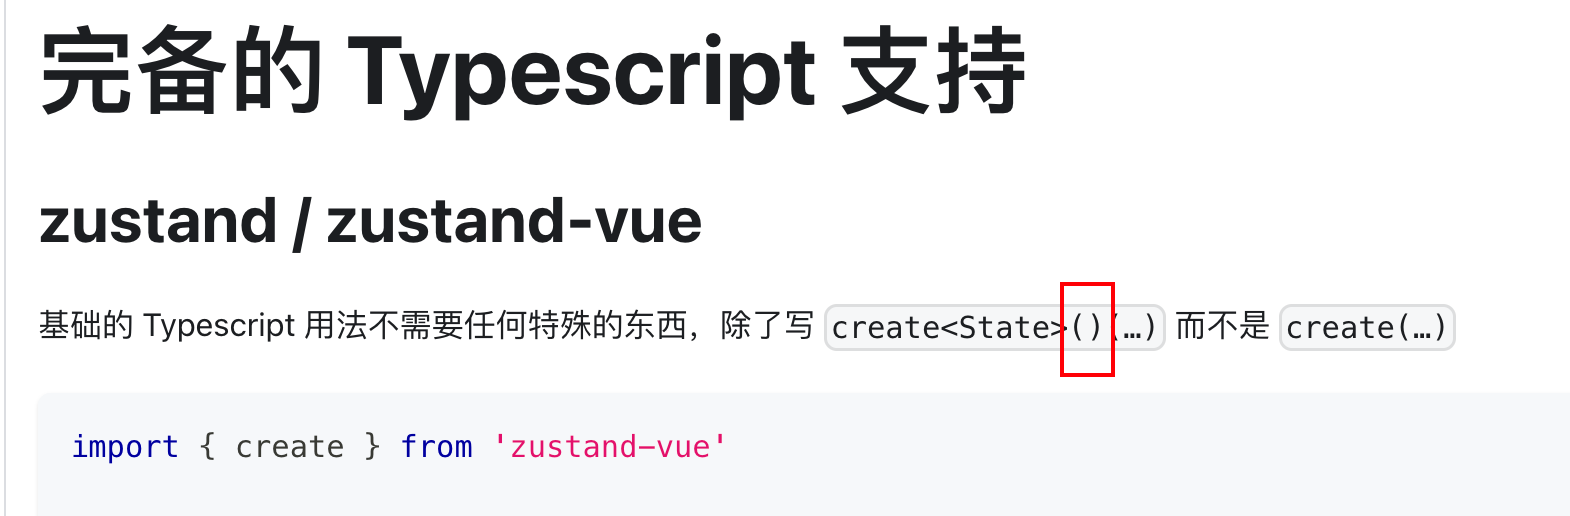 完备的 Typescript 支持
zustand / zustand-vue
基础的 Typescript 用法不需要任何特殊的东西，除了写 create<State>()(…) 而不是 create(…)
import { create } from 'zustand-vue'